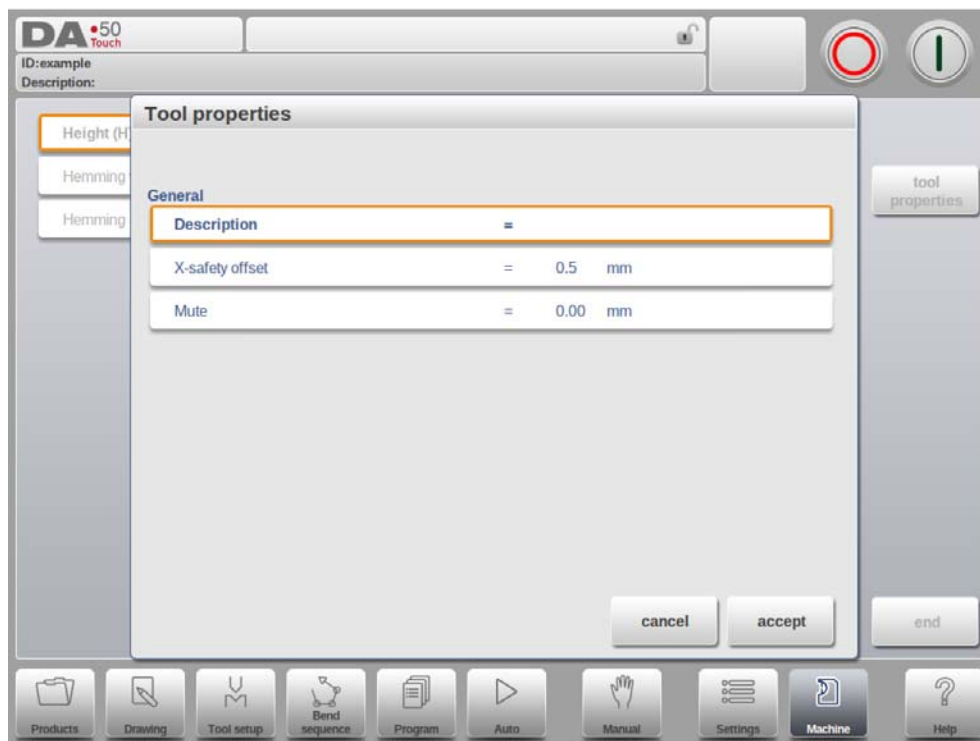 DA•50
Touch
ID:example
Description:
Tool properties
Height (H)
Hemming
Hemming
General
Description =
X-safety offset = 0.5 mm
Mute = 0.00 mm
tool
properties
cancel
accept
end
Products
Drawing
Tool setup
Bend
sequence
Program
Auto
Manual
Settings
Machine
Help